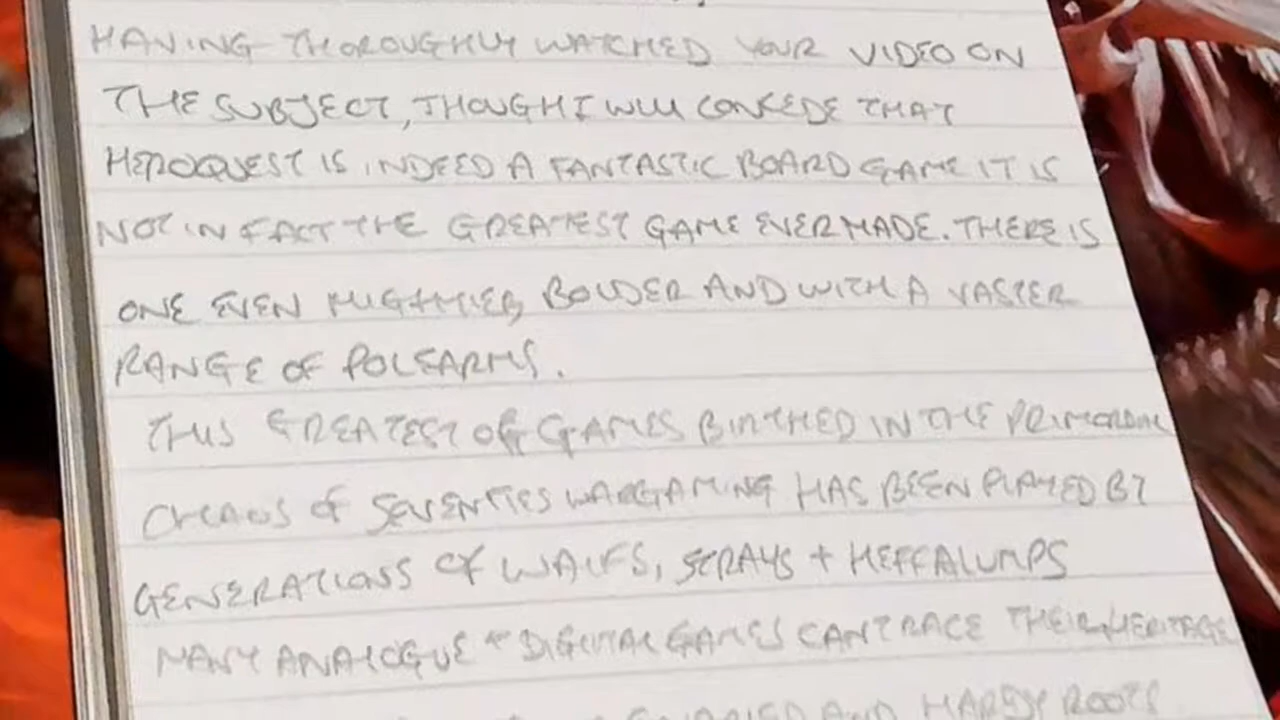 HAVING THOROUGHLY WATCHED YOUR VIDEO ON
THE SUBJECT, THOUGH I WILL CONCEDE THAT
HEROQUEST IS INDEED A FANTASTIC BOARD GAME IT IS
NOT IN FACT THE GREATEST GAME EVER MADE. THERE IS
ONE EVEN MIGHTIER, BOLDER AND WITH A VASTER
RANGE OF POLEARMS.
THIS GREATEST OF GAMES BIRTHED IN THE PRIMORDIAL
CHAOS OF SEVENTIES WARGAMING HAS BEEN PLAYED BY
GENERATIONS OF WAIFS, STRAYS + HEFFALUMPS
MANY ANALOGUE + DIGITAL GAMES CAN TRACE THEIR HERITAGE
AND HARDY ROOTS